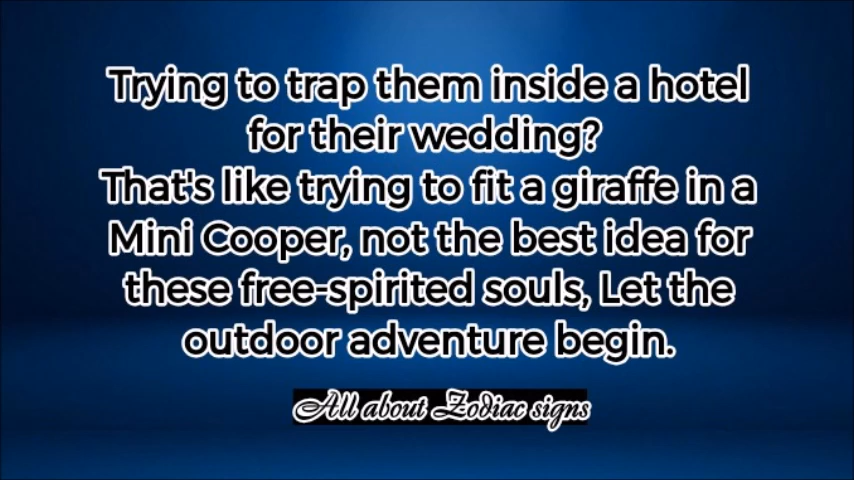 Trying to trap them inside a hotel
for their wedding?
That's like trying to fit a giraffe in a
Mini Cooper, not the best idea for
these free-spirited souls, Let the
outdoor adventure begin.
All about Zodiac signs